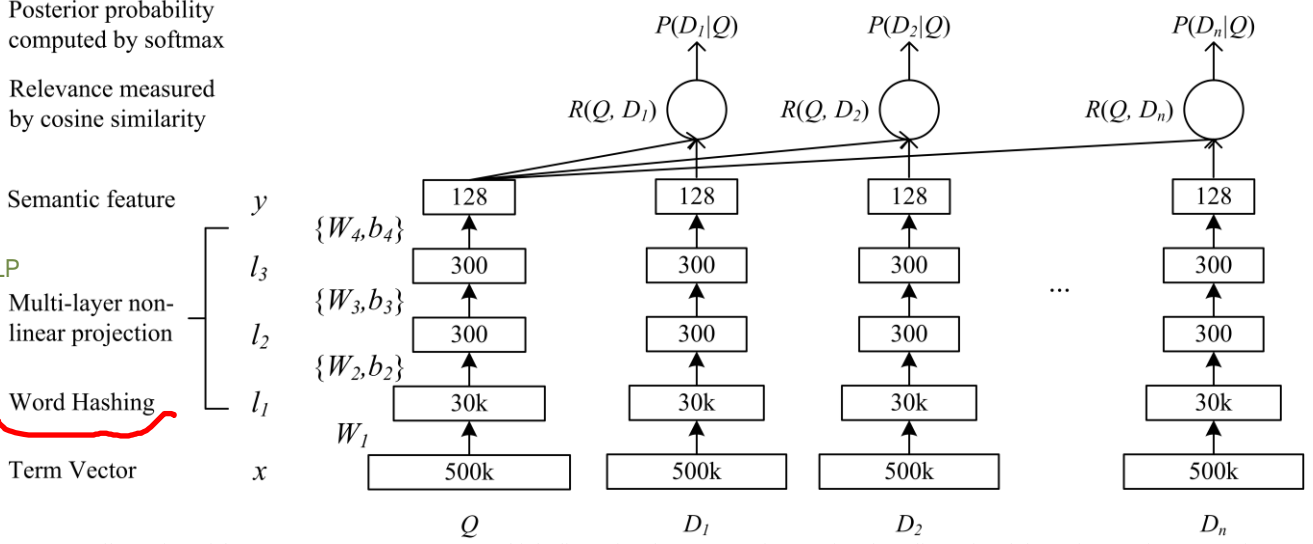 Posterior probability
computed by softmax
P(D₁|Q) P(D₂|Q) P(Dₙ|Q)
Relevance measured
by cosine similarity
R(Q, D₁) R(Q, D₂) R(Q, Dₙ)
Semantic feature y 128 128 128 128
{W₄,b₄}
l₃ 300 300 300 300
LP
Multi-layer non-
linear projection
{W₃,b₃} ...
l₂ 300 300 300 300
{W₂,b₂}
Word Hashing l₁ 30k 30k 30k 30k
W₁
Term Vector x 500k 500k 500k 500k
Q D₁ D₂ Dₙ